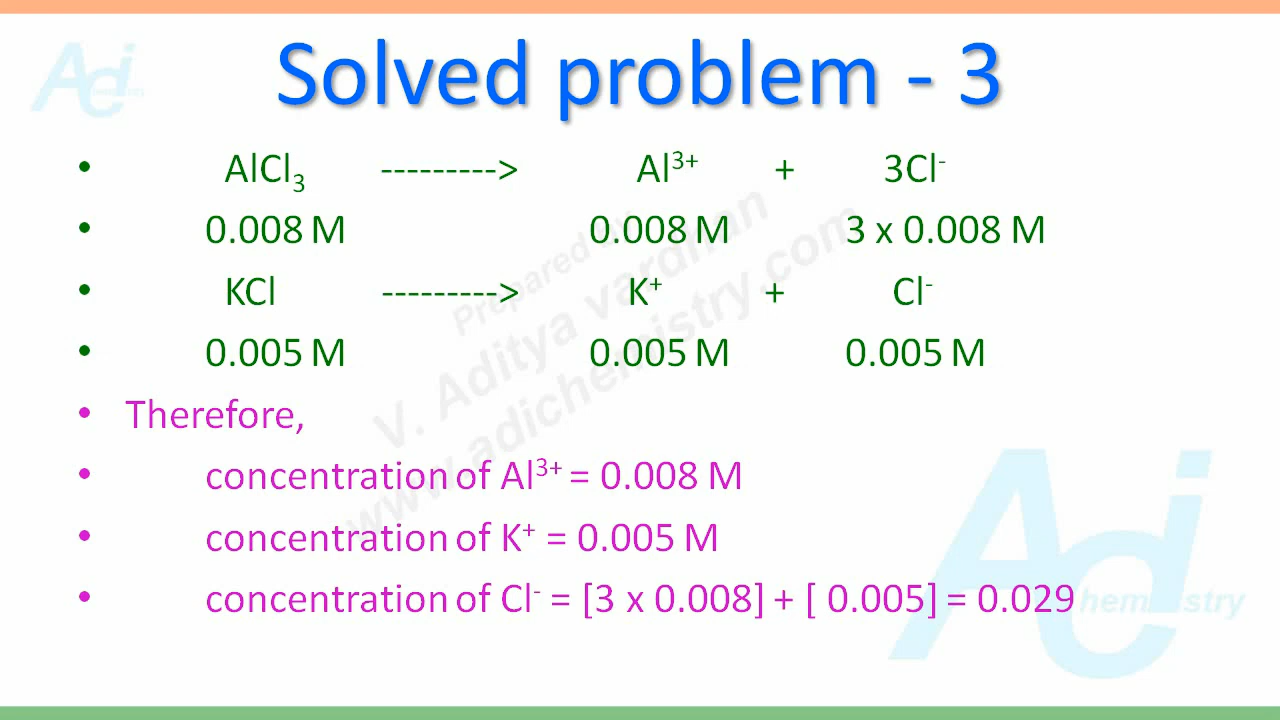 Adi
chemistry
Solved problem - 3
• AlCl₃ ---------> Al³⁺ + 3Cl⁻
• 0.008 M 0.008 M 3 x 0.008 M
• KCl ---------> K⁺ + Cl⁻
• 0.005 M 0.005 M 0.005 M
• Therefore,
• concentration of Al³⁺ = 0.008 M
• concentration of K⁺ = 0.005 M
• concentration of Cl⁻ = [3 x 0.008] + [ 0.005] = 0.029
Prepared by
V. Aditya vardhan
www.adichemistry.com
Adi
chemistry